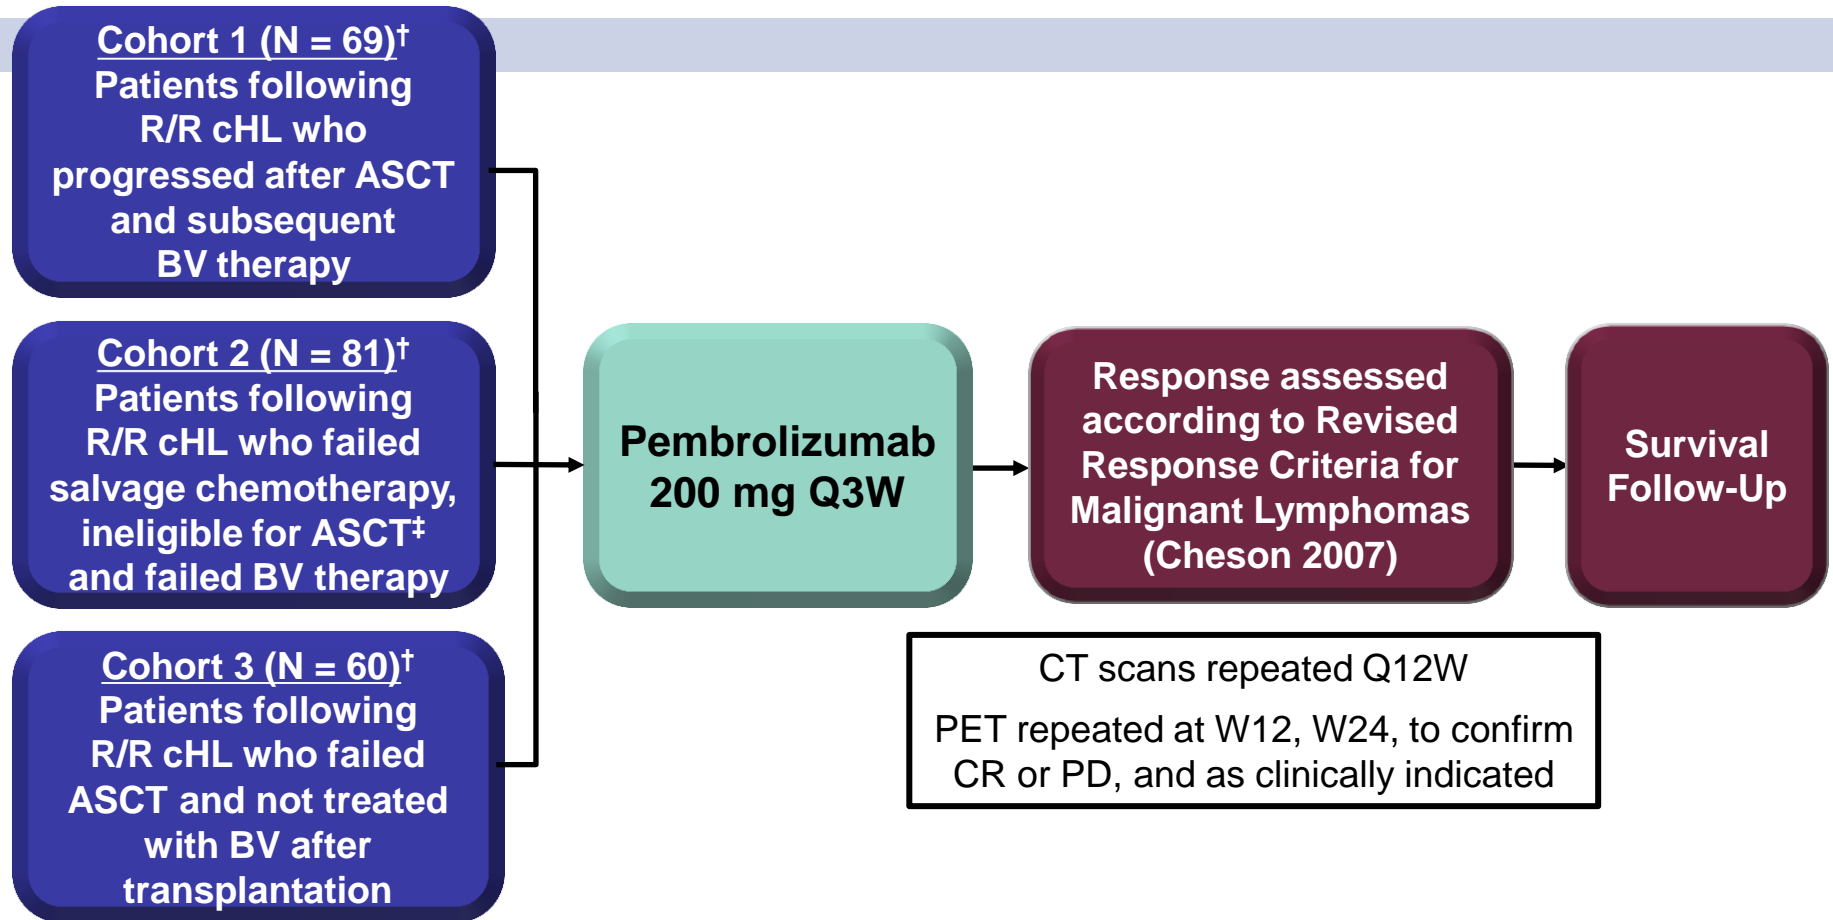 Cohort 1 (N = 69)†
Patients following
R/R cHL who
progressed after ASCT
and subsequent
BV therapy
Cohort 2 (N = 81)†
Patients following
R/R cHL who failed
salvage chemotherapy,
ineligible for ASCT‡
and failed BV therapy
Cohort 3 (N = 60)†
Patients following
R/R cHL who failed
ASCT and not treated
with BV after
transplantation
Pembrolizumab
200 mg Q3W
Response assessed
according to Revised
Response Criteria for
Malignant Lymphomas
(Cheson 2007)
Survival
Follow-Up
CT scans repeated Q12W
PET repeated at W12, W24, to confirm
CR or PD, and as clinically indicated